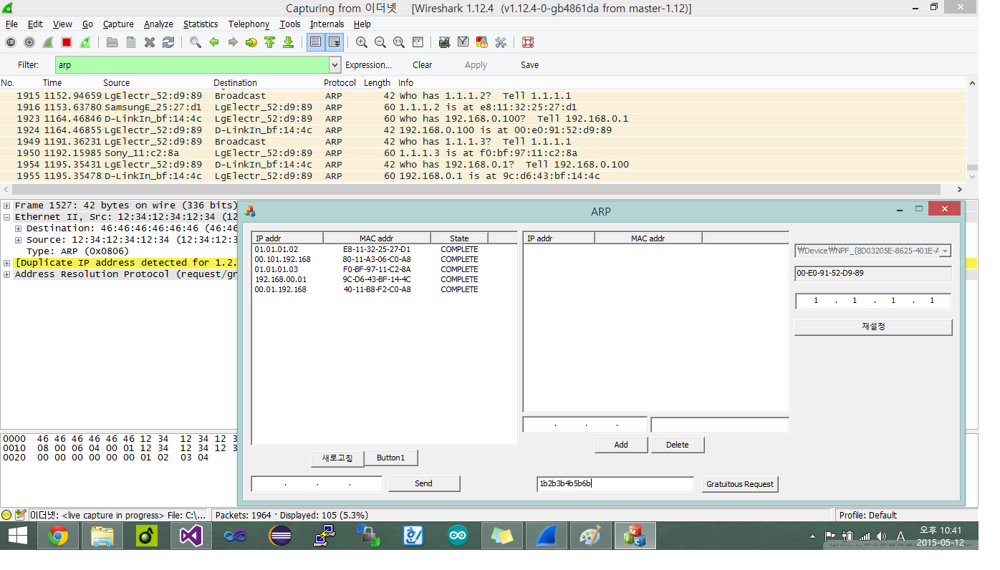 Capturing from 이더넷 [Wireshark 1.12.4 (v1.12.4-0-gb4861da from master-1.12)]
File Edit View Go Capture Analyze Statistics Telephony Tools Internals Help
Filter: arp Expression... Clear Apply Save
No. Time Source Destination Protocol Length Info
1915 1152.94659 LgElectr_52:d9:89 Broadcast ARP 42 Who has 1.1.1.2? Tell 1.1.1.1
1916 1153.63780 SamsungE_25:27:d1 LgElectr_52:d9:89 ARP 60 1.1.1.2 is at e8:11:32:25:27:d1
1923 1164.46846 D-LinkIn_bf:14:4c LgElectr_52:d9:89 ARP 60 Who has 192.168.0.100? Tell 192.168.0.1
1924 1164.46855 LgElectr_52:d9:89 D-LinkIn_bf:14:4c ARP 42 192.168.0.100 is at 00:e0:91:52:d9:89
1949 1191.36231 LgElectr_52:d9:89 Broadcast ARP 42 Who has 1.1.1.3? Tell 1.1.1.1
1950 1192.15985 Sony_11:c2:8a LgElectr_52:d9:89 ARP 60 1.1.1.3 is at f0:bf:97:11:c2:8a
1954 1195.35431 LgElectr_52:d9:89 D-LinkIn_bf:14:4c ARP 42 Who has 192.168.0.1? Tell 192.168.0.100
1955 1195.35478 D-LinkIn_bf:14:4c LgElectr_52:d9:89 ARP 60 192.168.0.1 is at 9c:d6:43:bf:14:4c
Frame 1527: 42 bytes on wire (336 bits)
Ethernet II, Src: 12:34:12:34:12:34 (12
Destination: 46:46:46:46:46:46 (46:46
Source: 12:34:12:34:12:34 (12:34:12:3
Type: ARP (0x0806)
[Duplicate IP address detected for 1.2.
Address Resolution Protocol (request/gr
0000 46 46 46 46 46 46 12 34 12 34 12 3
0010 08 00 06 04 00 01 12 34 12 34 12 3
0020 00 00 00 00 00 00 01 02 03 04
ARP
IP addr MAC addr State
01.01.01.02 E8-11-32-25-27-D1 COMPLETE
00.101.192.168 80-11-A3-06-C0-A8 COMPLETE
01.01.01.03 F0-BF-97-11-C2-8A COMPLETE
192.168.00.01 9C-D6-43-BF-14-4C COMPLETE
00.01.192.168 40-11-B8-F2-C0-A8 COMPLETE
새로고침 Button1
. . . Send
IP addr MAC addr
. . .
Add Delete
1b2b3b4b5b6b Gratuitous Request
₩Device₩NPF_{8D03205E-8625-401E-A
00-E0-91-52-D9-89
1 . 1 . 1 . 1
재설정
이더넷: <live capture in progress> File: C:\... Packets: 1964 · Displayed: 105 (5.3%) Profile: Default
A 오후 10:41
2015-05-12